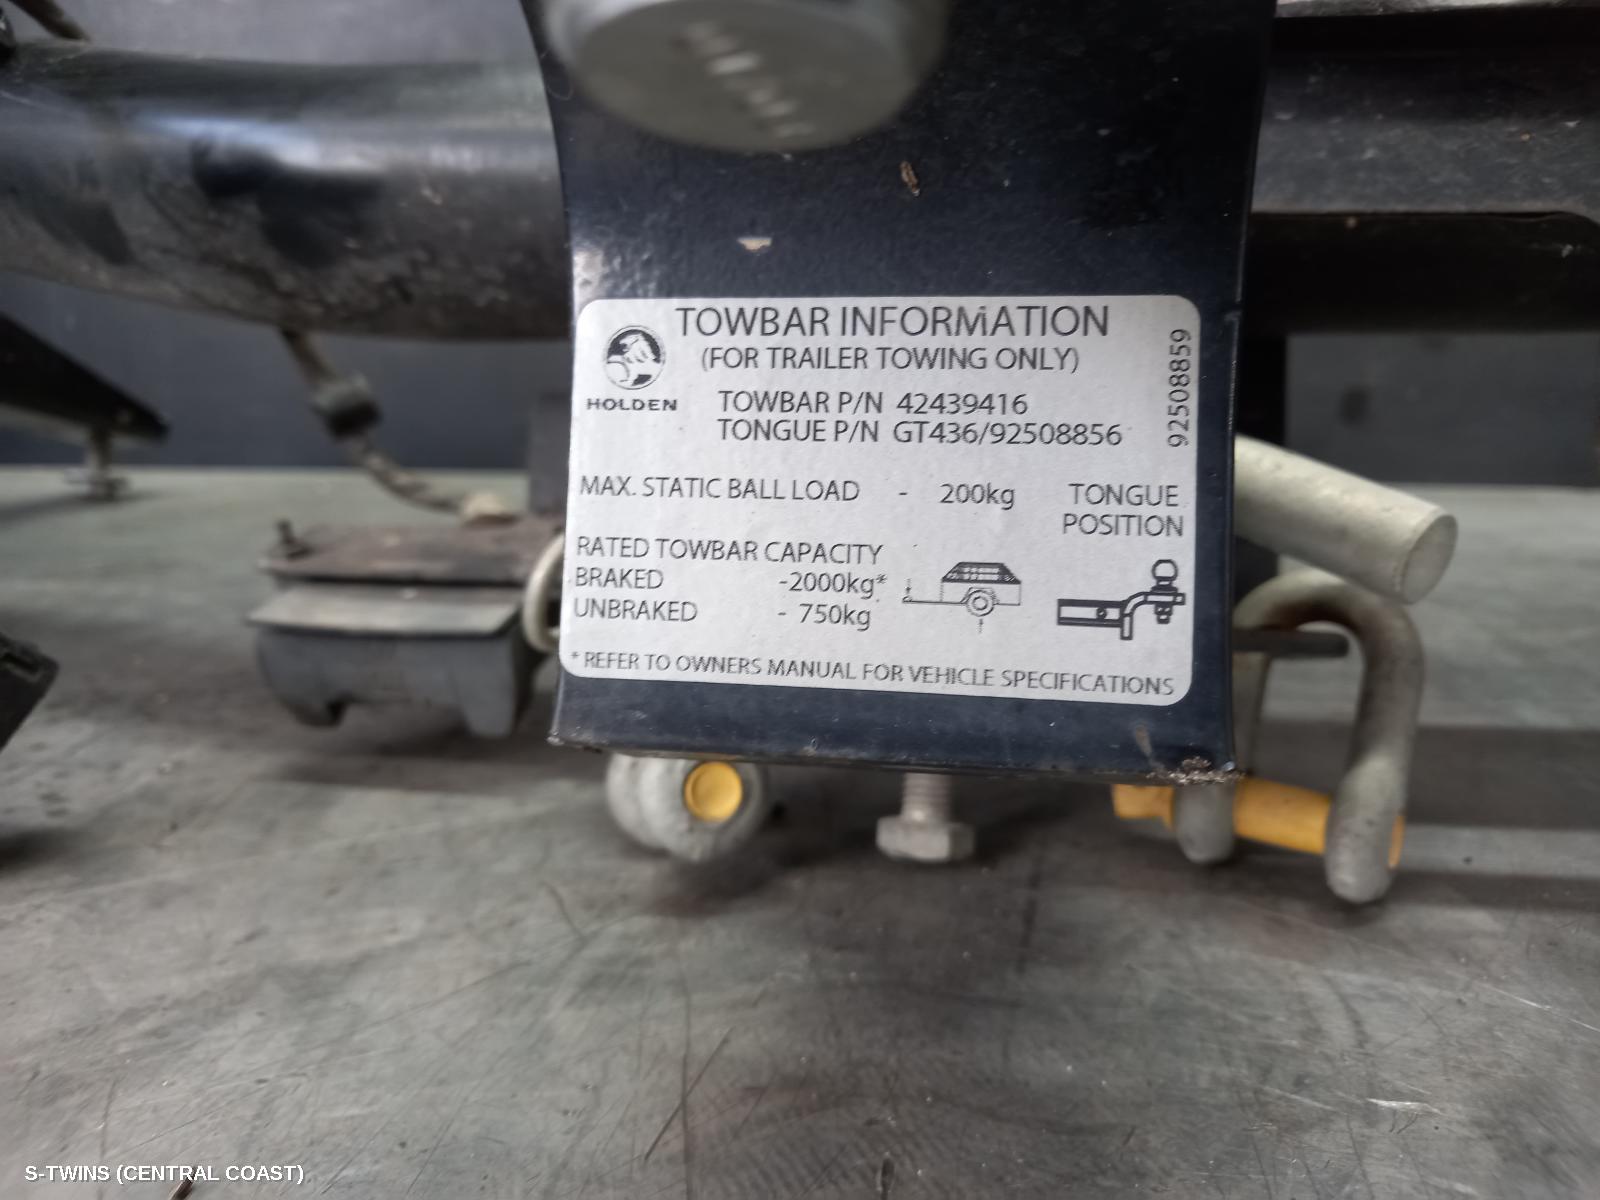 TOWBAR INFORMATION
(FOR TRAILER TOWING ONLY)
HOLDEN
TOWBAR P/N 42439416
TONGUE P/N GT436/92508856
92508859
MAX. STATIC BALL LOAD - 200kg
TONGUE
POSITION
RATED TOWBAR CAPACITY
BRAKED -2000kg*
UNBRAKED - 750kg
* REFER TO OWNERS MANUAL FOR VEHICLE SPECIFICATIONS
S-TWINS (CENTRAL COAST)